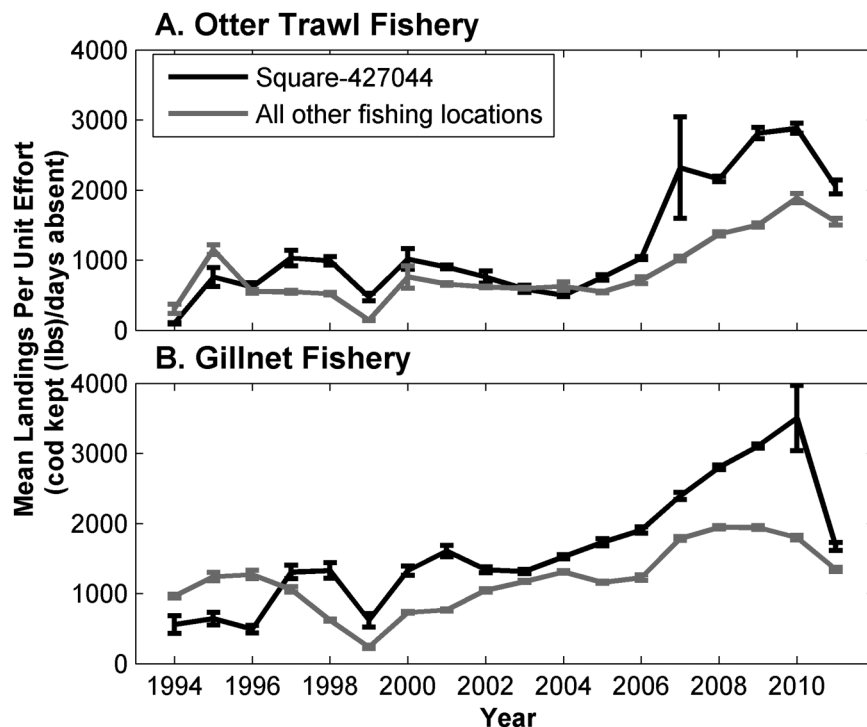 A. Otter Trawl Fishery
4000
3000
2000
1000
0
Square-427044
All other fishing locations
Mean Landings Per Unit Effort
(cod kept (lbs)/days absent)
B. Gillnet Fishery
4000
3000
2000
1000
0
1994 1996 1998 2000 2002 2004 2006 2008 2010
Year